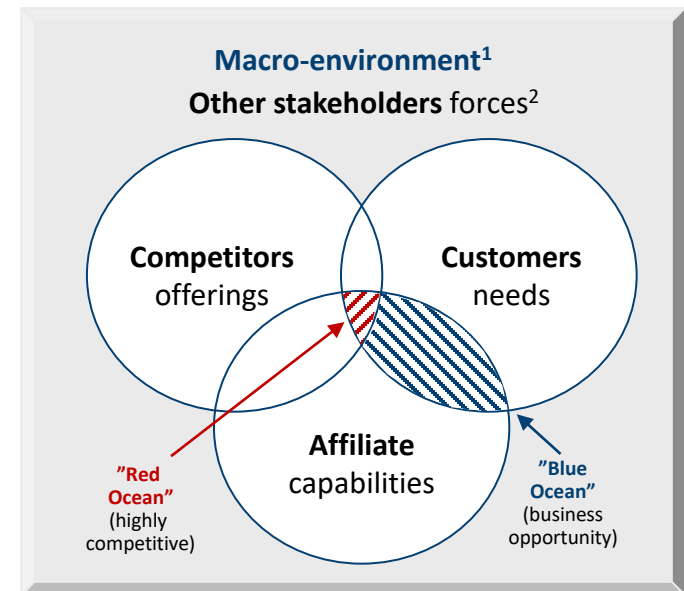 Macro-environment¹
Other stakeholders forces²
Competitors
offerings
Customers
needs
Affiliate
capabilities
”Red
Ocean”
(highly
competitive)
”Blue
Ocean”
(business
opportunity)